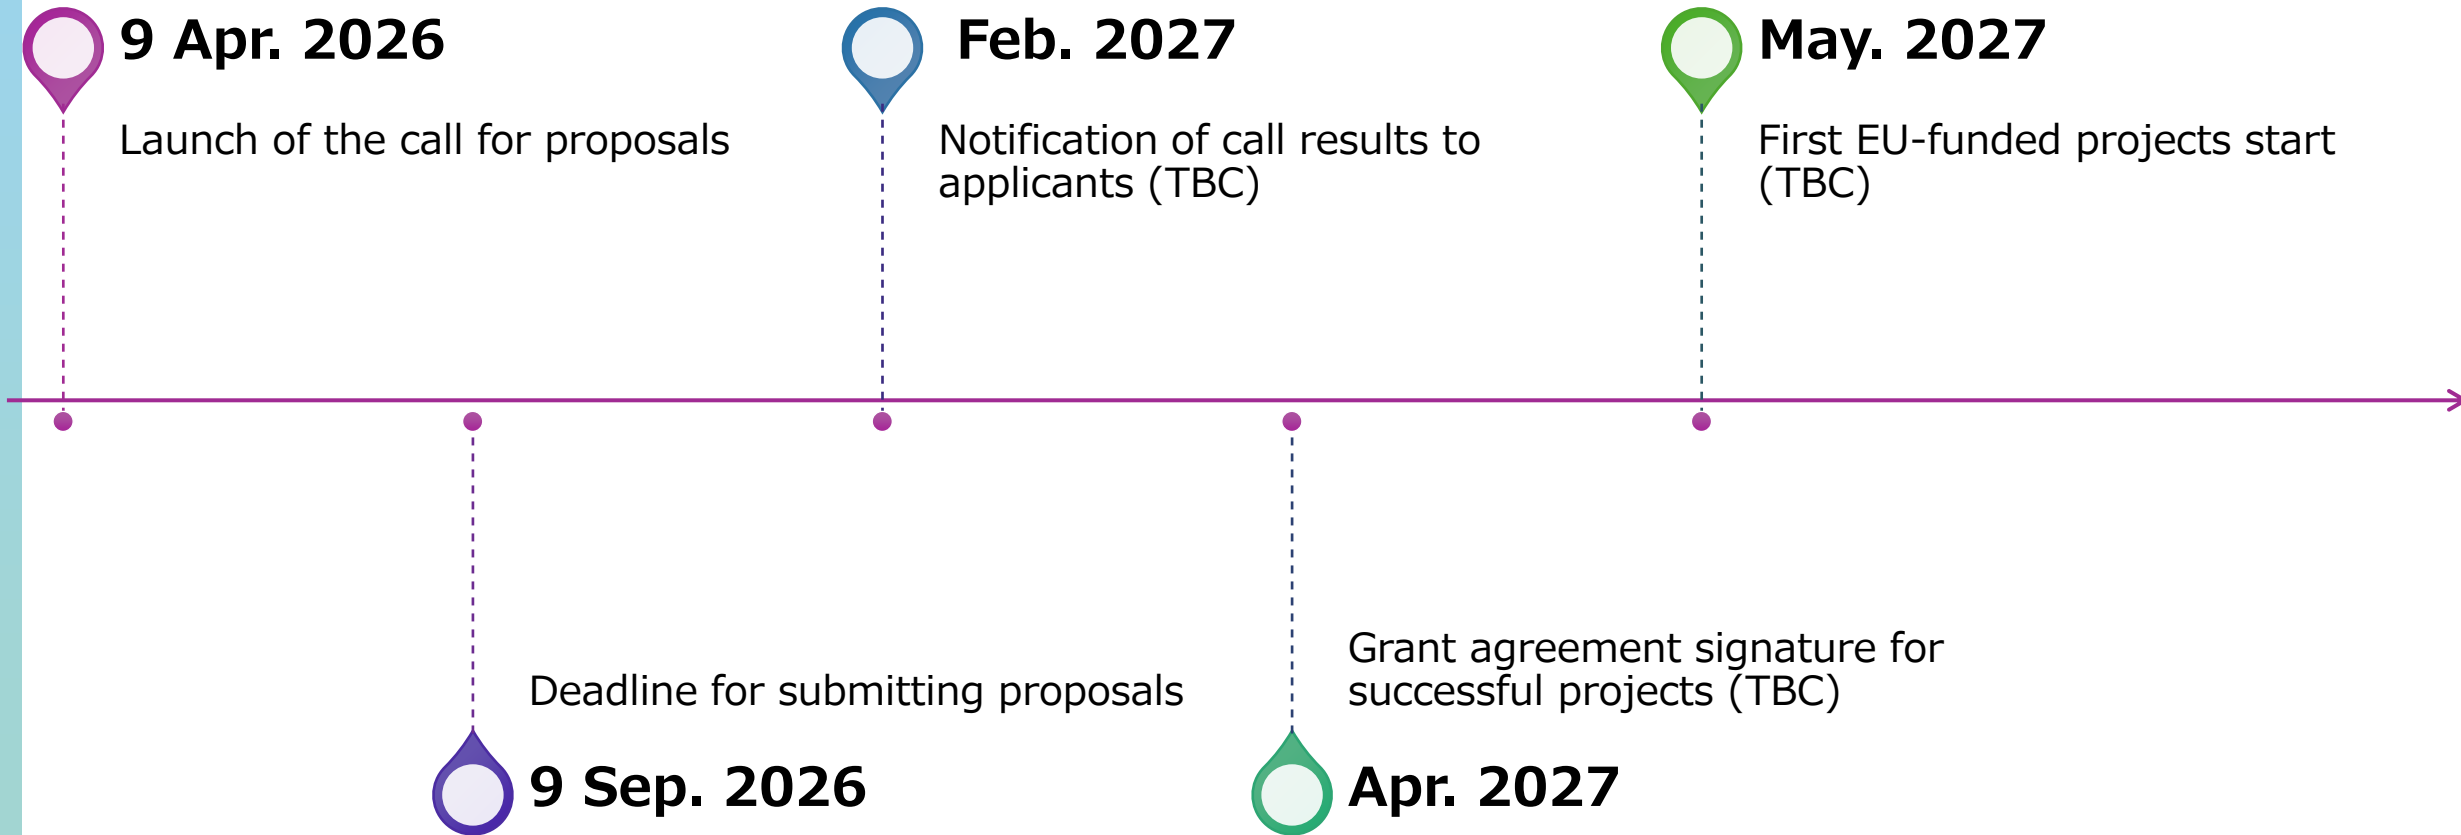 9 Apr. 2026
Launch of the call for proposals
Feb. 2027
Notification of call results to
applicants (TBC)
May. 2027
First EU-funded projects start
(TBC)
Deadline for submitting proposals
9 Sep. 2026
Grant agreement signature for
successful projects (TBC)
Apr. 2027